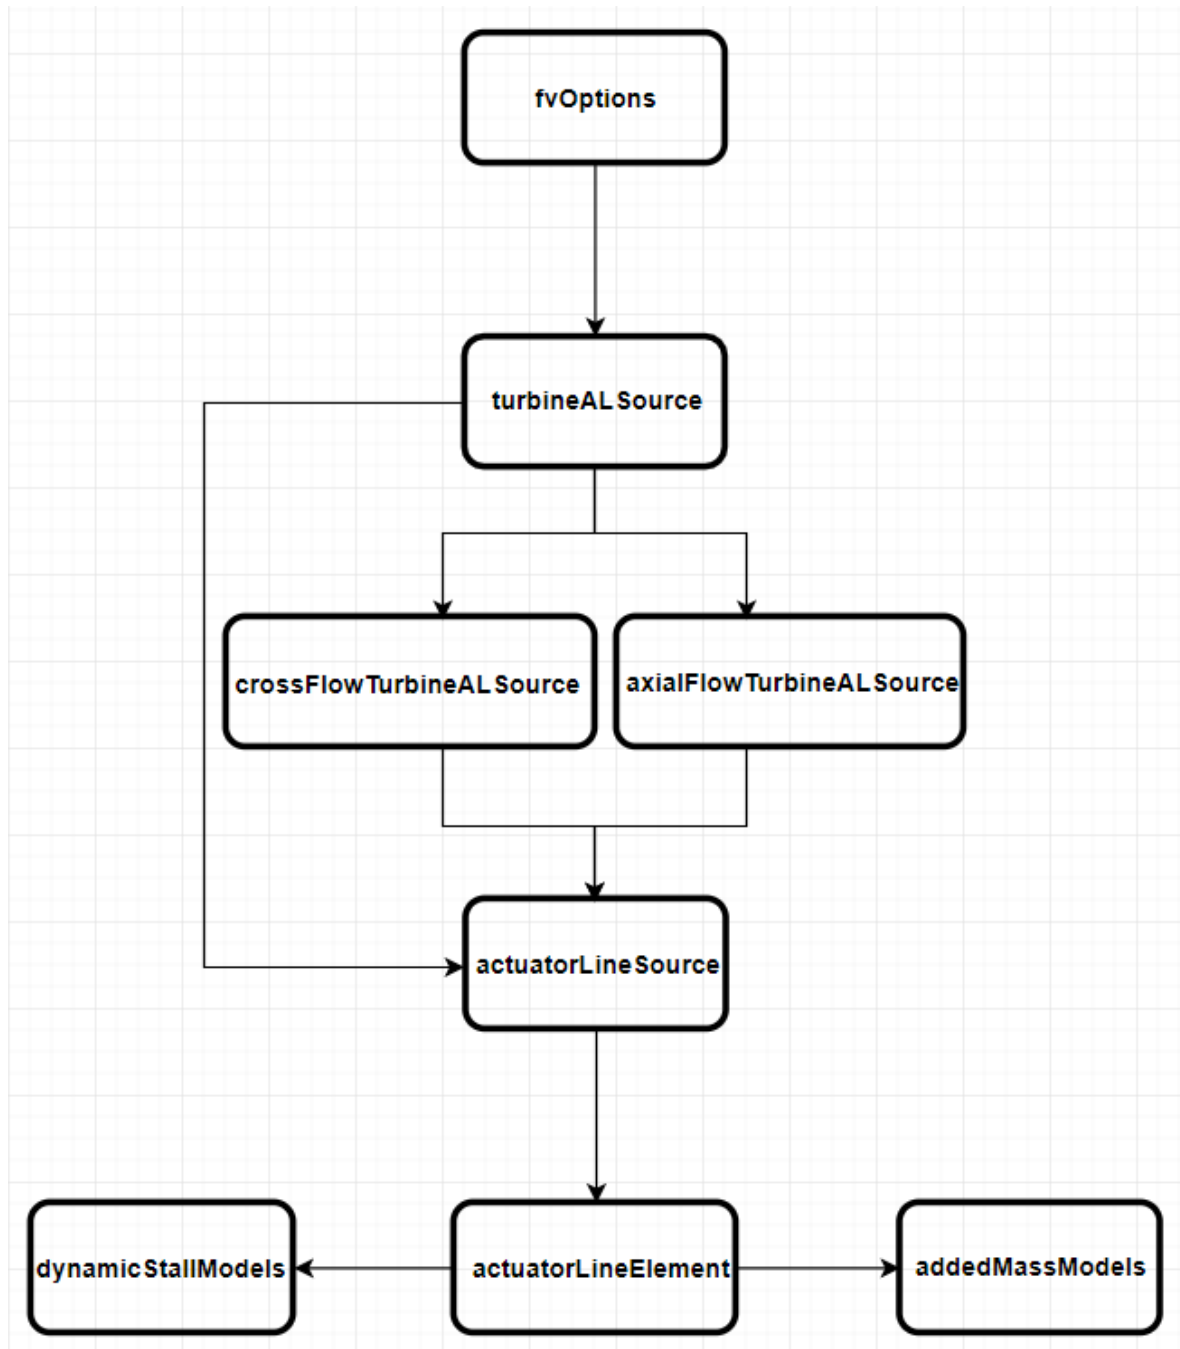 fvOptions
turbineALSource
crossFlowTurbineALSource
axialFlowTurbineALSource
actuatorLineSource
dynamicStallModels
actuatorLineElement
addedMassModels